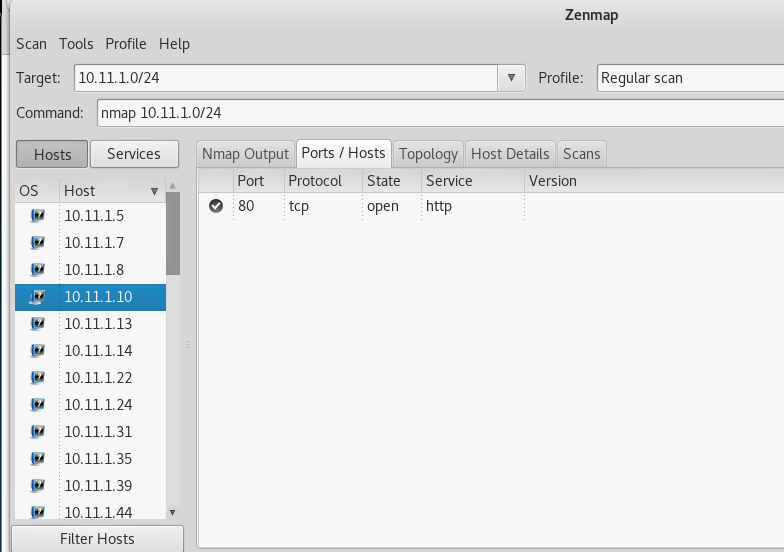 Zenmap
Scan Tools Profile Help
Target: 10.11.1.0/24 Profile: Regular scan
Command: nmap 10.11.1.0/24
Hosts Services Nmap Output Ports / Hosts Topology Host Details Scans
OS Host Port Protocol State Service Version
10.11.1.5 80 tcp open http
10.11.1.7
10.11.1.8
10.11.1.10
10.11.1.13
10.11.1.14
10.11.1.22
10.11.1.24
10.11.1.31
10.11.1.35
10.11.1.39
10.11.1.44
Filter Hosts